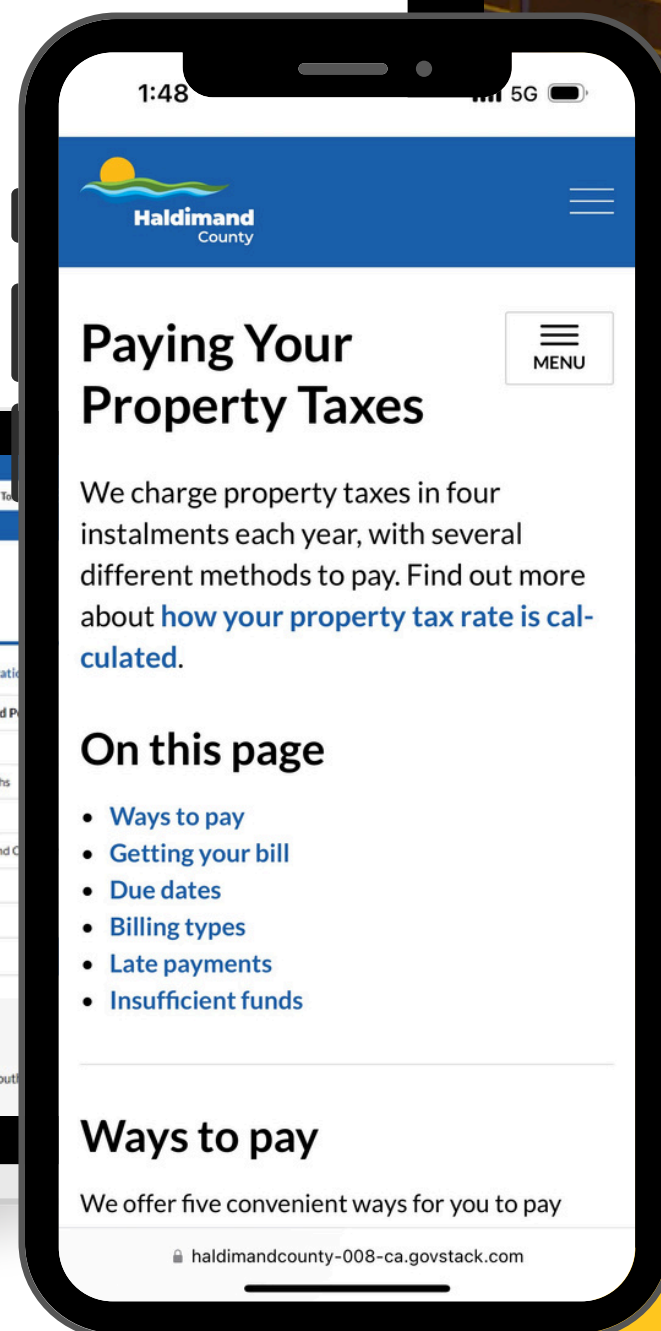 1:48
5G
Haldimand
County
Paying Your
Property Taxes
MENU
We charge property taxes in four
instalments each year, with several
different methods to pay. Find out more
about how your property tax rate is cal-
culated.
On this page
• Ways to pay
• Getting your bill
• Due dates
• Billing types
• Late payments
• Insufficient funds
Ways to pay
We offer five convenient ways for you to pay
haldimandcounty-008-ca.govstack.com